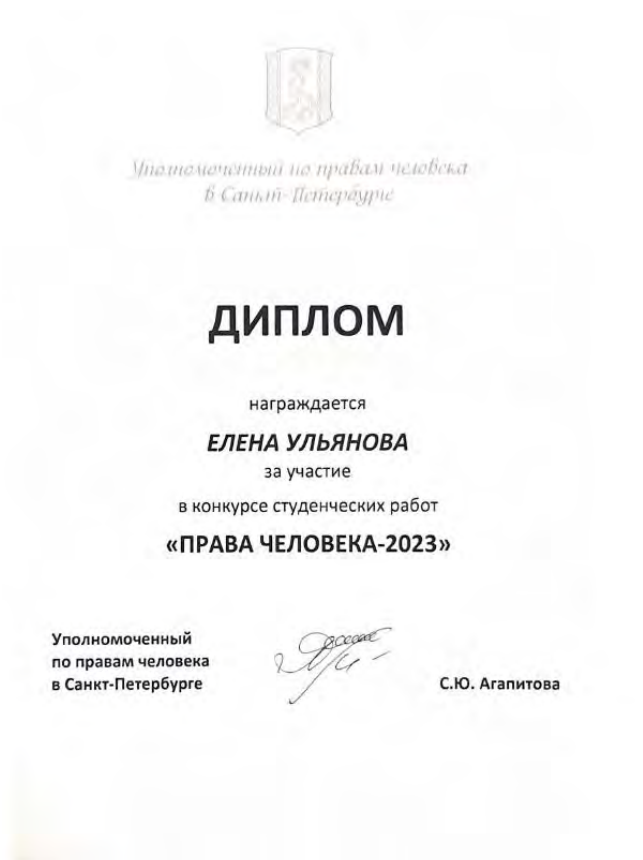 Уполномоченный по правам человека
в Санкт-Петербурге
ДИПЛОМ
награждается
ЕЛЕНА УЛЬЯНОВА
за участие
в конкурсе студенческих работ
«ПРАВА ЧЕЛОВЕКА-2023»
Уполномоченный
по правам человека
в Санкт-Петербурге
С.Ю. Агапитова